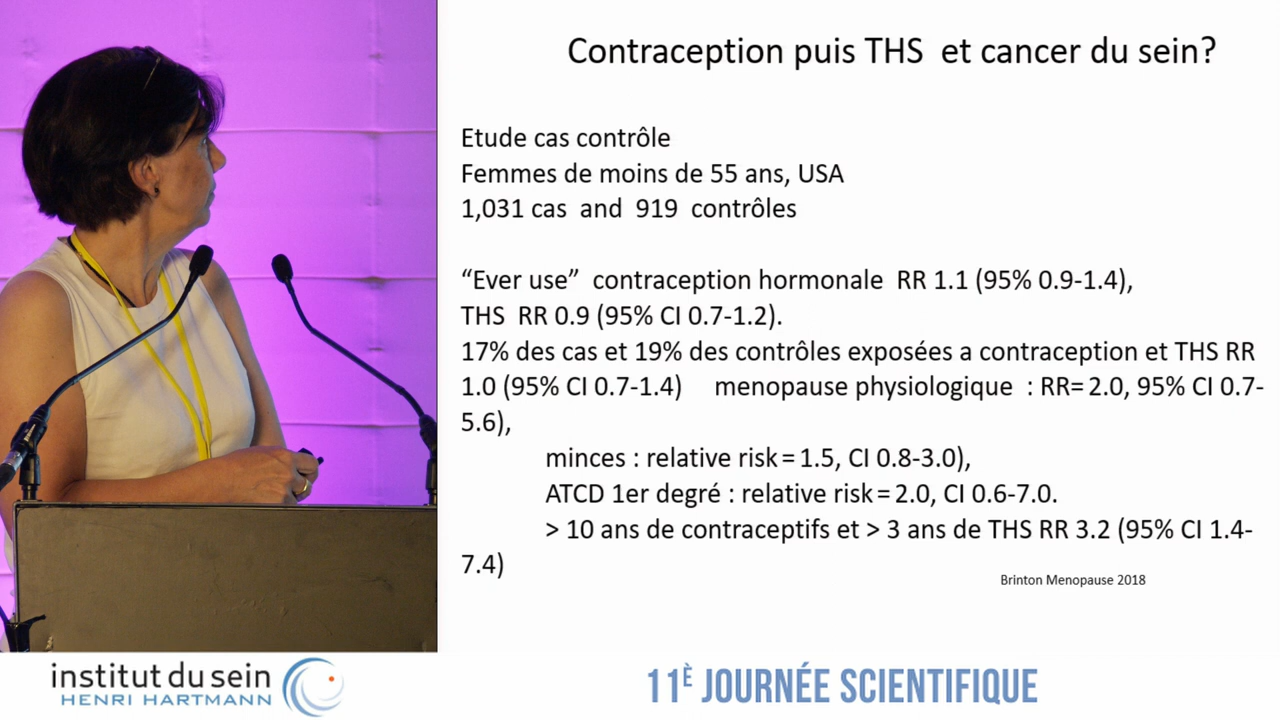 Contraception puis THS et cancer du sein?
Etude cas contrôle
Femmes de moins de 55 ans, USA
1,031 cas and 919 contrôles
“Ever use” contraception hormonale RR 1.1 (95% 0.9-1.4),
THS RR 0.9 (95% CI 0.7-1.2).
17% des cas et 19% des contrôles exposées a contraception et THS RR
1.0 (95% CI 0.7-1.4) menopause physiologique : RR= 2.0, 95% CI 0.7-
5.6),
minces : relative risk = 1.5, CI 0.8-3.0),
ATCD 1er degré : relative risk = 2.0, CI 0.6-7.0.
> 10 ans de contraceptifs et > 3 ans de THS RR 3.2 (95% CI 1.4-
7.4)
Brinton Menopause 2018
institut du sein
HENRI HARTMANN
11È JOURNÉE SCIENTIFIQUE